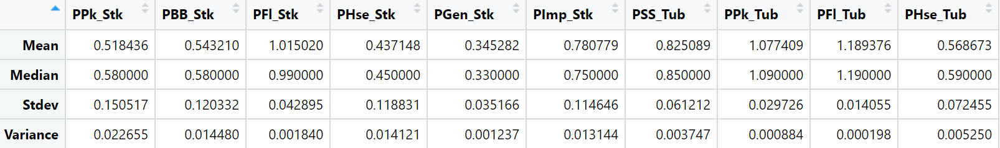 PPk_Stk PBB_Stk PFl_Stk PHse_Stk PGen_Stk PImp_Stk PSS_Tub PPk_Tub PFl_Tub PHse_Tub
Mean 0.518436 0.543210 1.015020 0.437148 0.345282 0.780779 0.825089 1.077409 1.189376 0.568673
Median 0.580000 0.580000 0.990000 0.450000 0.330000 0.750000 0.850000 1.090000 1.190000 0.590000
Stdev 0.150517 0.120332 0.042895 0.118831 0.035166 0.114646 0.061212 0.029726 0.014055 0.072455
Variance 0.022655 0.014480 0.001840 0.014121 0.001237 0.013144 0.003747 0.000884 0.000198 0.005250